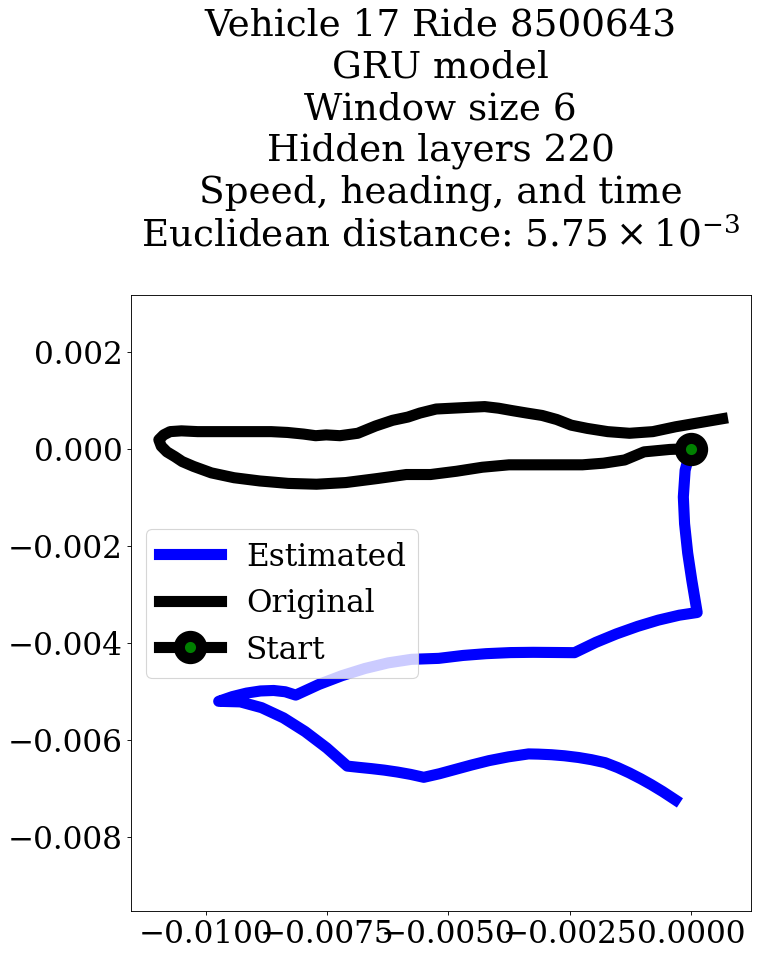 Vehicle 17 Ride 8500643
GRU model
Window size 6
Hidden layers 220
Speed, heading, and time
Euclidean distance: 5.75 × 10⁻³
0.002
0.000
−0.002
−0.004
−0.006
−0.008
Estimated
Original
Start
−0.0100 −0.0075 −0.0050 −0.0025 0.0000